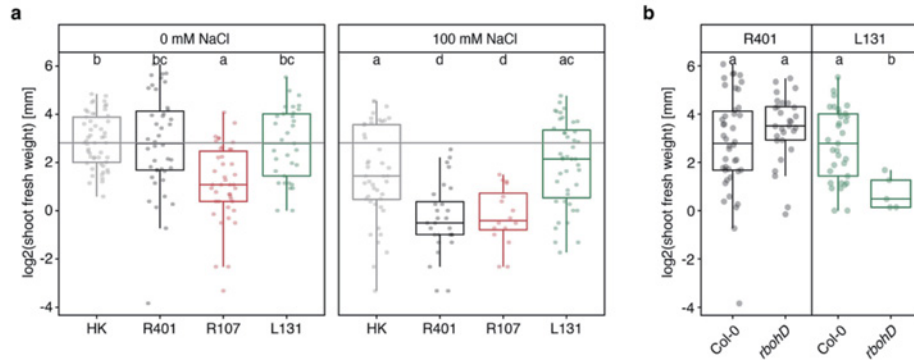 a
0 mM NaCl
100 mM NaCl
b bc a bc
a d d ac
log2(shoot fresh weight) [mm]
6
4
2
0
-2
-4
HK R401 R107 L131
HK R401 R107 L131
b
R401 L131
a a a b
log2(shoot fresh weight) [mm]
6
4
2
0
-2
-4
Col-0 rbohD Col-0 rbohD